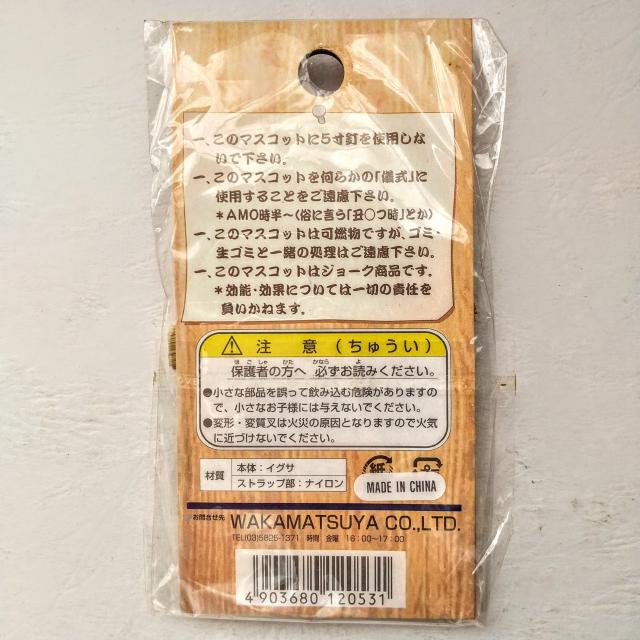 一、このマスコットに5寸釘を使用しな
いで下さい。
一、このマスコットを何らかの「儀式」に
使用することをご遠慮下さい。
＊AM0時半〜(俗に言う「丑○つ時」とか)
一、このマスコットは可燃物ですが、ゴミ・
生ゴミと一緒の処理はご遠慮下さい。
一、このマスコットはジョーク商品です。
＊効能・効果については一切の責任を
負いかねます。
注意(ちゅうい)
保護者の方へ 必ずお読みください。
●小さな部品を誤って飲み込む危険がありますの
で、小さなお子様には与えないでください。
●変形・変質又は火災の原因となりますので火気
に近づけないでください。
材質
本体：イグサ
ストラップ部：ナイロン
紙
MADE IN CHINA
お問合せ先 WAKAMATSUYA CO.,LTD.
TEL(03)5825-1371 時間 金曜 16:00〜17:00
4 903680 120531